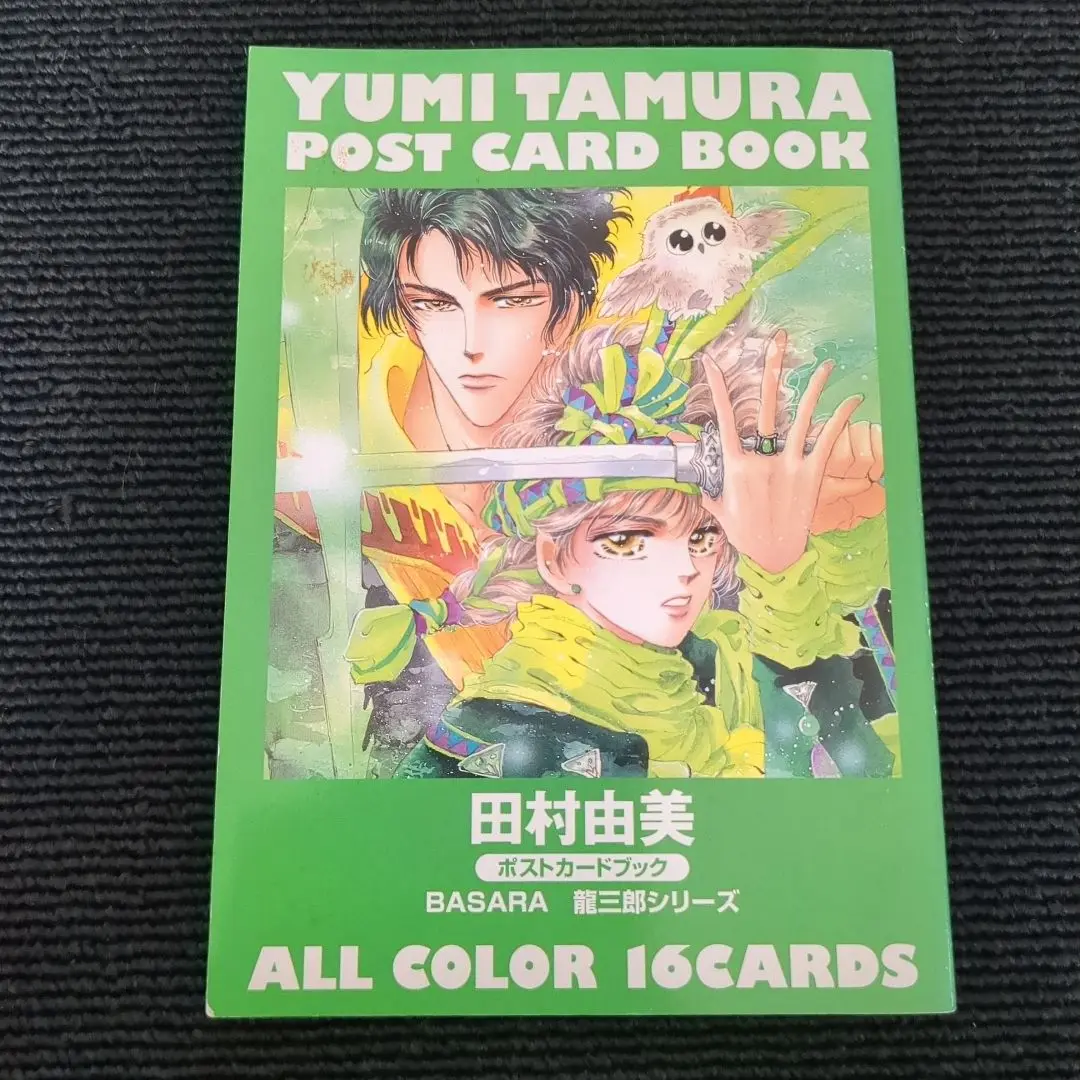 YUMI TAMURA
POST CARD BOOK
田村由美
ポストカードブック
BASARA 龍三郎シリーズ
ALL COLOR 16CARDS